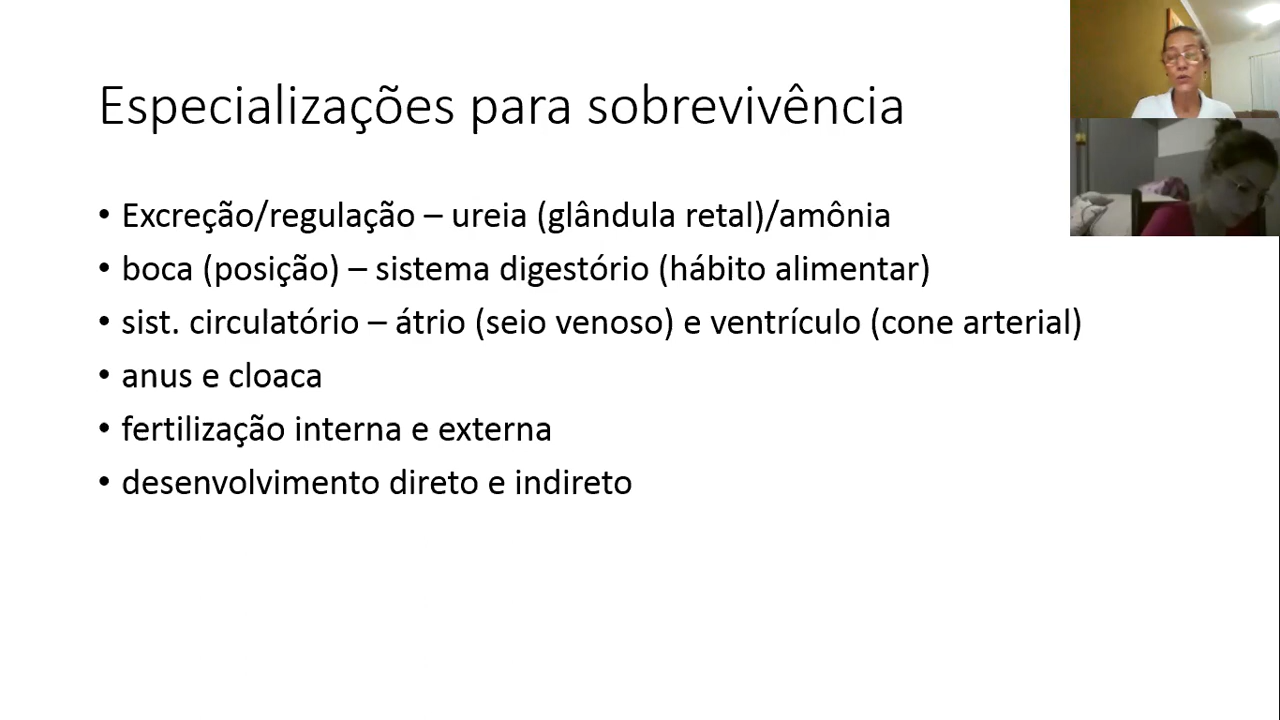 Especializações para sobrevivência
• Excreção/regulação – ureia (glândula retal)/amônia
• boca (posição) – sistema digestório (hábito alimentar)
• sist. circulatório – átrio (seio venoso) e ventrículo (cone arterial)
• anus e cloaca
• fertilização interna e externa
• desenvolvimento direto e indireto